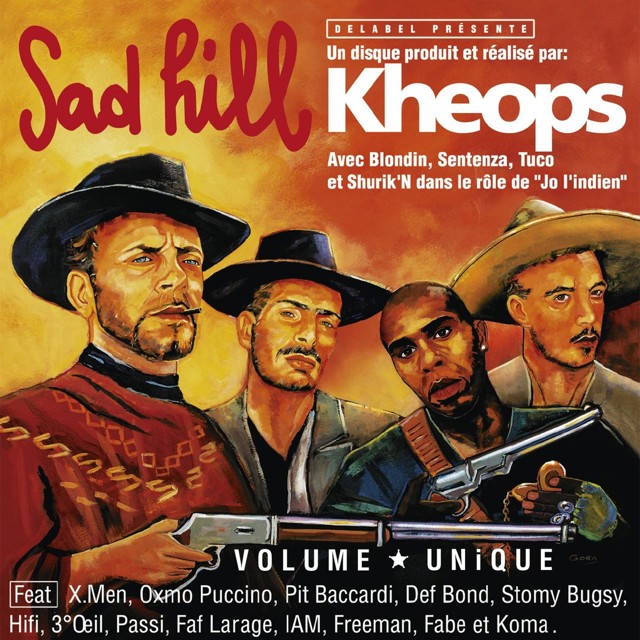 Sad hill
DELABEL PRÉSENTE
Un disque produit et réalisé par:
Kheops
Avec Blondin, Sentenza, Tuco
et Shurik'N dans le rôle de "Jo l'indien"
VOLUME ★ UNiQUE
Feat X.Men, Oxmo Puccino, Pit Baccardi, Def Bond, Stomy Bugsy,
Hifi, 3°Œil, Passi, Faf Larage, IAM, Freeman, Fabe et Koma.